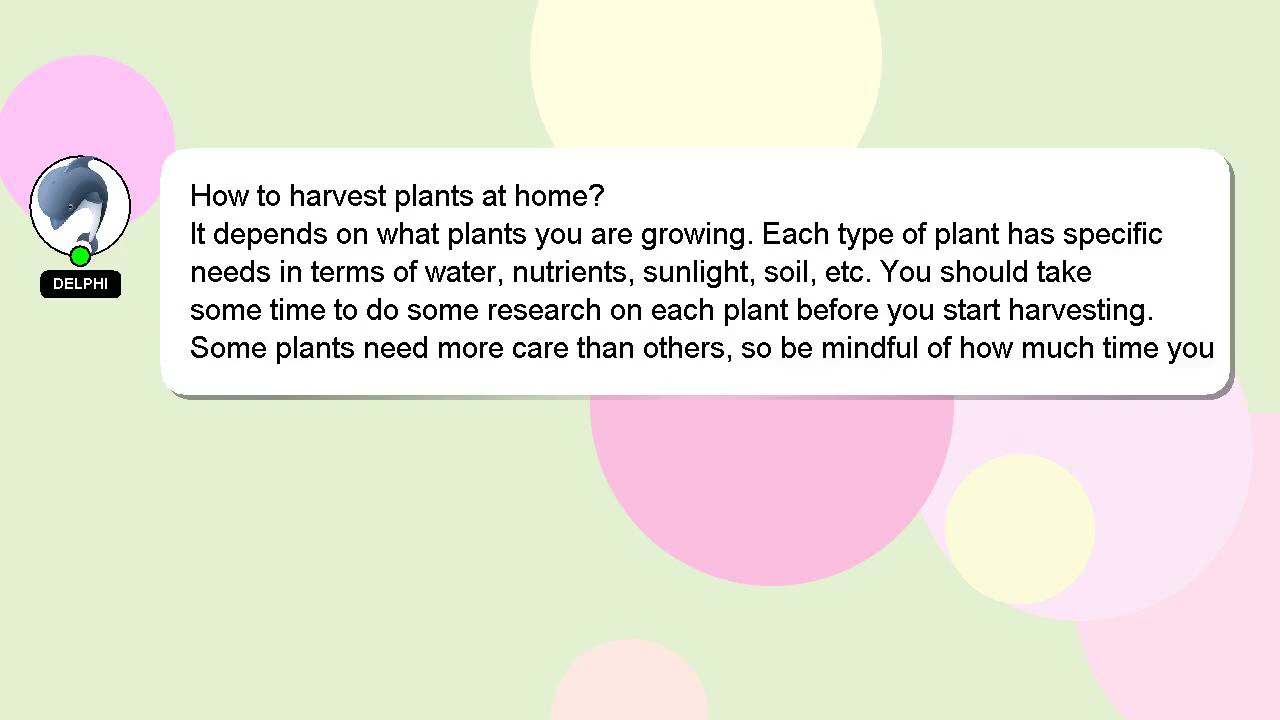 How to harvest plants at home?
It depends on what plants you are growing. Each type of plant has specific
needs in terms of water, nutrients, sunlight, soil, etc. You should take
some time to do some research on each plant before you start harvesting.
Some plants need more care than others, so be mindful of how much time you
DELPHI